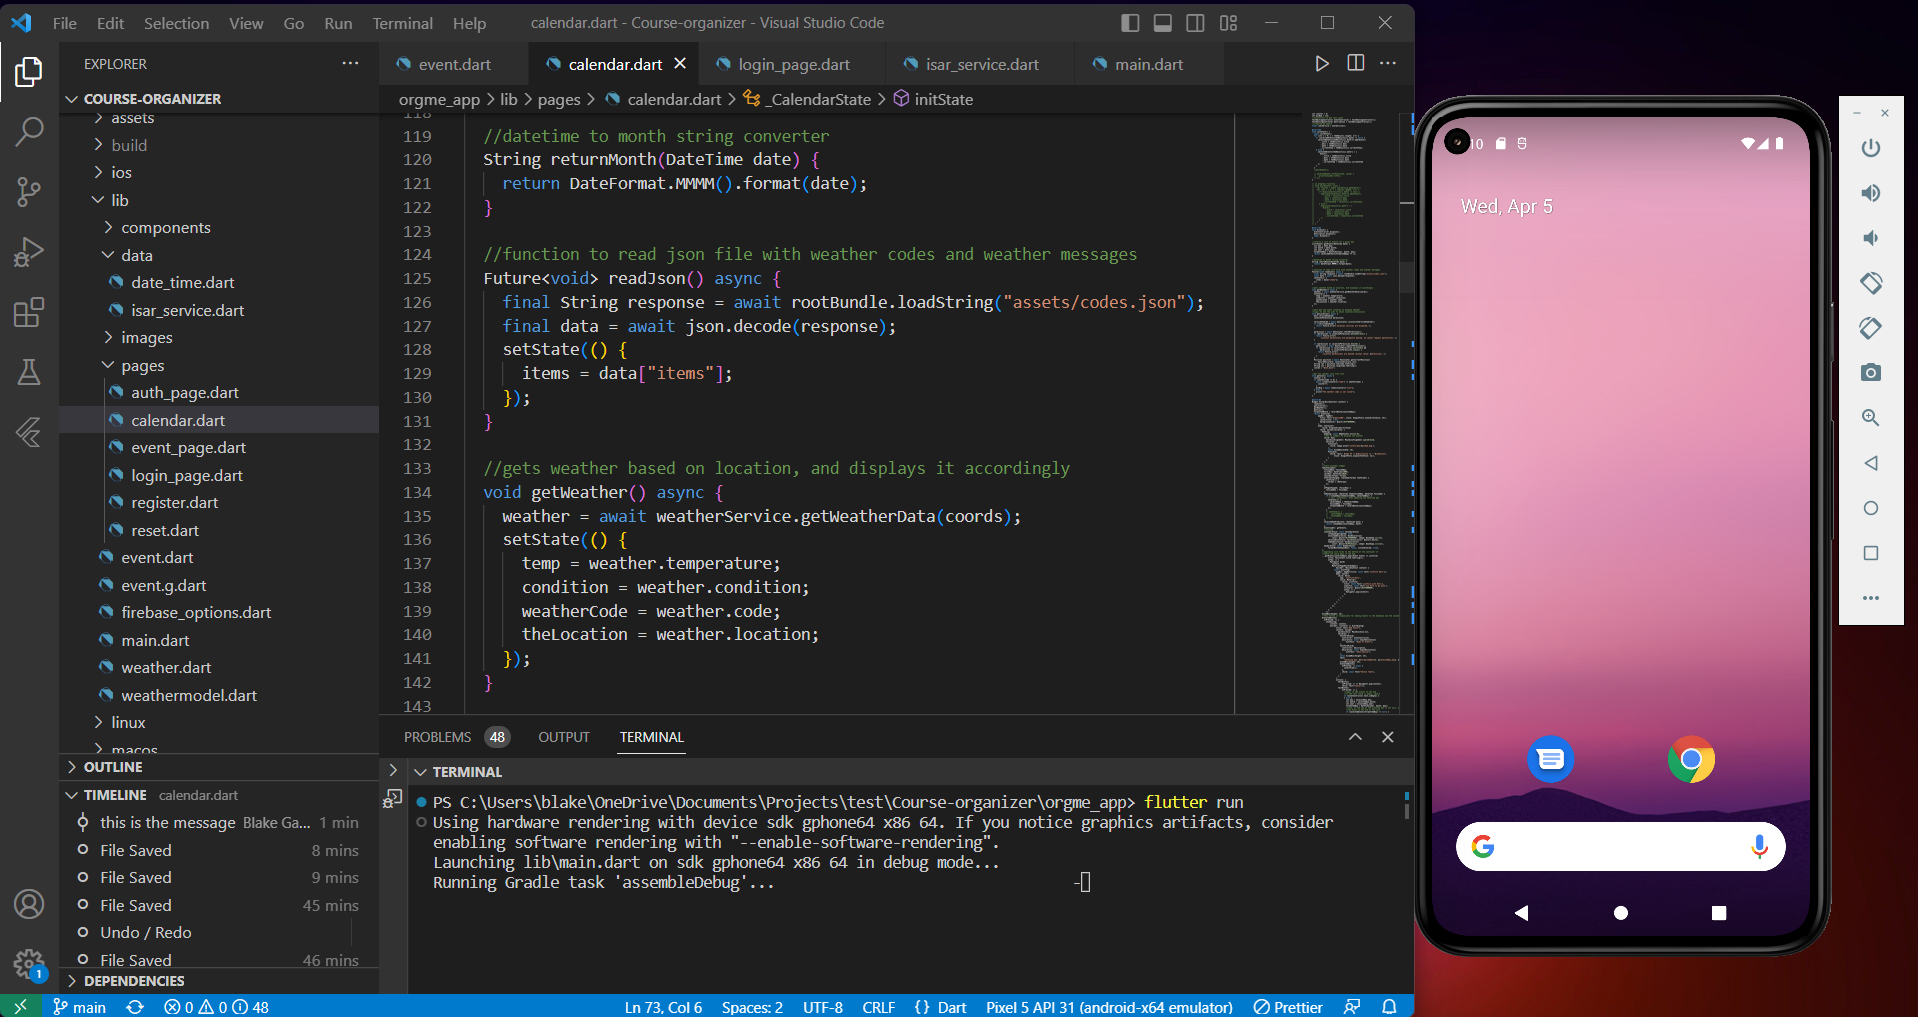 File Edit Selection View Go Run Terminal Help
calendar.dart - Course-organizer - Visual Studio Code
EXPLORER
COURSE-ORGANIZER
assets
build
ios
lib
components
data
date_time.dart
isar_service.dart
images
pages
auth_page.dart
calendar.dart
event_page.dart
login_page.dart
register.dart
reset.dart
event.dart
event.g.dart
firebase_options.dart
main.dart
weather.dart
weathermodel.dart
linux
macos
OUTLINE
TIMELINE calendar.dart
this is the message Blake Ga... 1 min
File Saved 8 mins
File Saved 9 mins
File Saved 45 mins
Undo / Redo
File Saved 46 mins
DEPENDENCIES
event.dart calendar.dart login_page.dart isar_service.dart main.dart
orgme_app > lib > pages > calendar.dart > _CalendarState > initState
118
119 //datetime to month string converter
120 String returnMonth(DateTime date) {
121 return DateFormat.MMMM().format(date);
122 }
123
124 //function to read json file with weather codes and weather messages
125 Future<void> readJson() async {
126 final String response = await rootBundle.loadString("assets/codes.json");
127 final data = await json.decode(response);
128 setState(() {
129 items = data["items"];
130 });
131 }
132
133 //gets weather based on location, and displays it accordingly
134 void getWeather() async {
135 weather = await weatherService.getWeatherData(coords);
136 setState(() {
137 temp = weather.temperature;
138 condition = weather.condition;
139 weatherCode = weather.code;
140 theLocation = weather.location;
141 });
142 }
143
PROBLEMS 48 OUTPUT TERMINAL
TERMINAL
PS C:\Users\blake\OneDrive\Documents\Projects\test\Course-organizer\orgme_app> flutter run
Using hardware rendering with device sdk gphone64 x86 64. If you notice graphics artifacts, consider
enabling software rendering with "--enable-software-rendering".
Launching lib\main.dart on sdk gphone64 x86 64 in debug mode...
Running Gradle task 'assembleDebug'... -
1
main 0 0 48
Ln 73, Col 6 Spaces: 2 UTF-8 CRLF {} Dart Pixel 5 API 31 (android-x64 emulator) Prettier
10
Wed, Apr 5
G